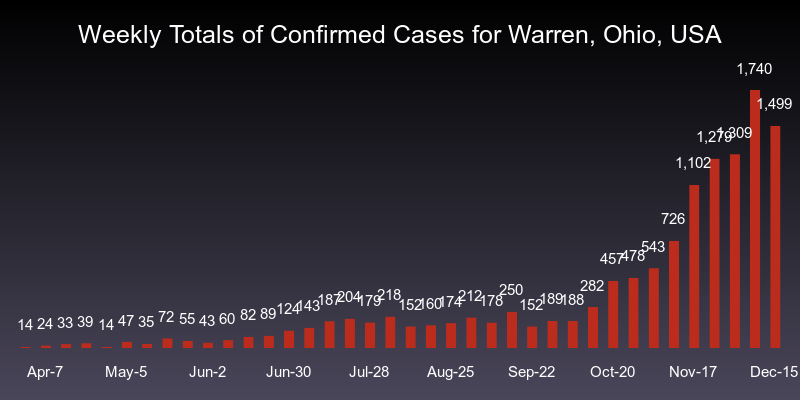 Weekly Totals of Confirmed Cases for Warren, Ohio, USA
14 24 33 39 14 47 35 72 55 43 60 82 89 124 143 187 204 179 218 152 160 174 212 178 250 152 189 188 282 457 478 543 726 1,102 1,279 1,309 1,740 1,499
Apr-7 May-5 Jun-2 Jun-30 Jul-28 Aug-25 Sep-22 Oct-20 Nov-17 Dec-15